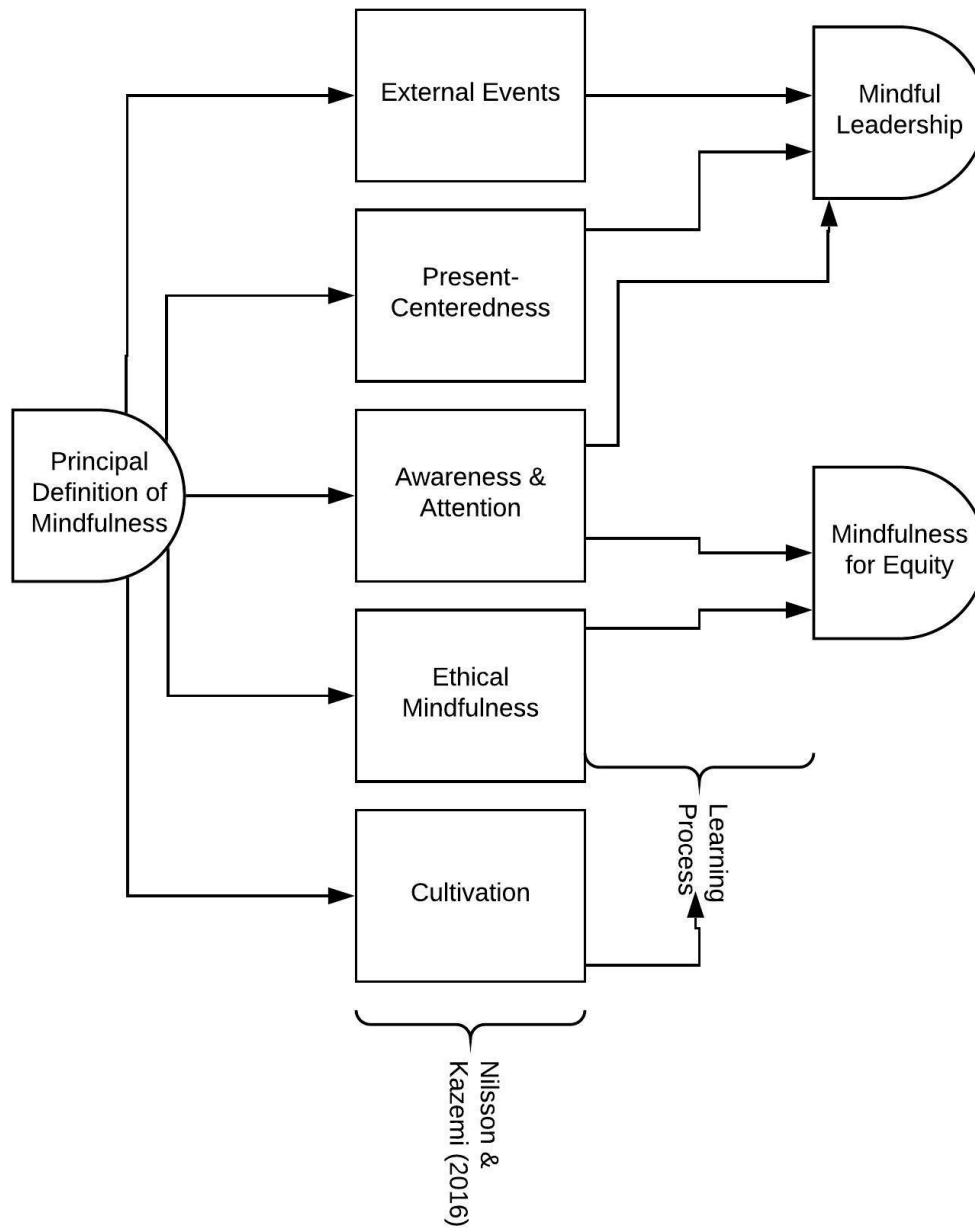 External Events
Mindful
Leadership
Present-
Centeredness
Principal
Definition of
Mindfulness
Awareness &
Attention
Mindfulness
for Equity
Ethical
Mindfulness
Learning
Process
Cultivation
Nilsson &
Kazemi (2016)